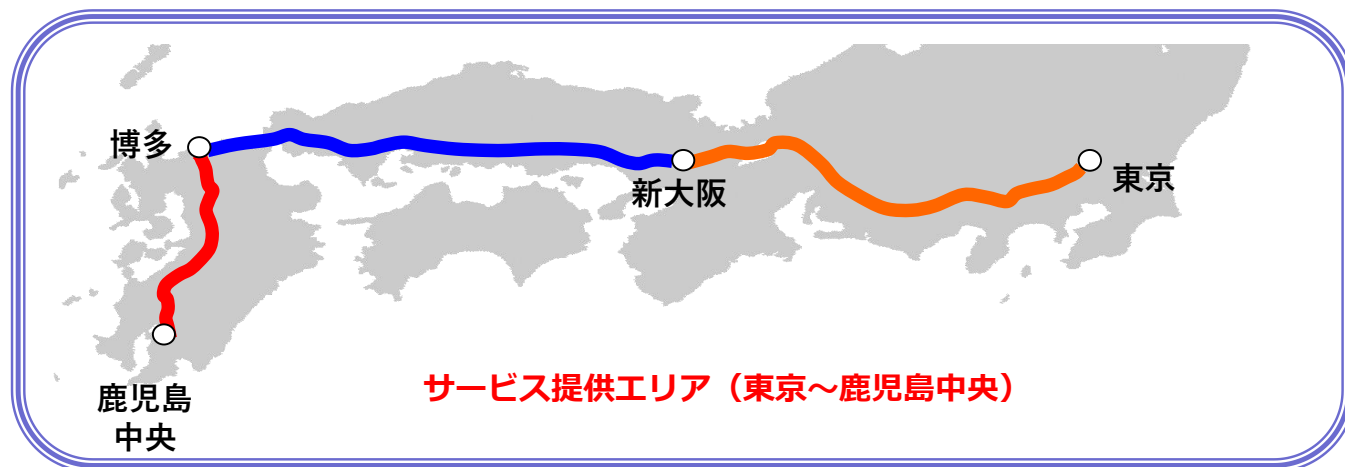 博多
新大阪
東京
鹿児島
中央
サービス提供エリア（東京～鹿児島中央）